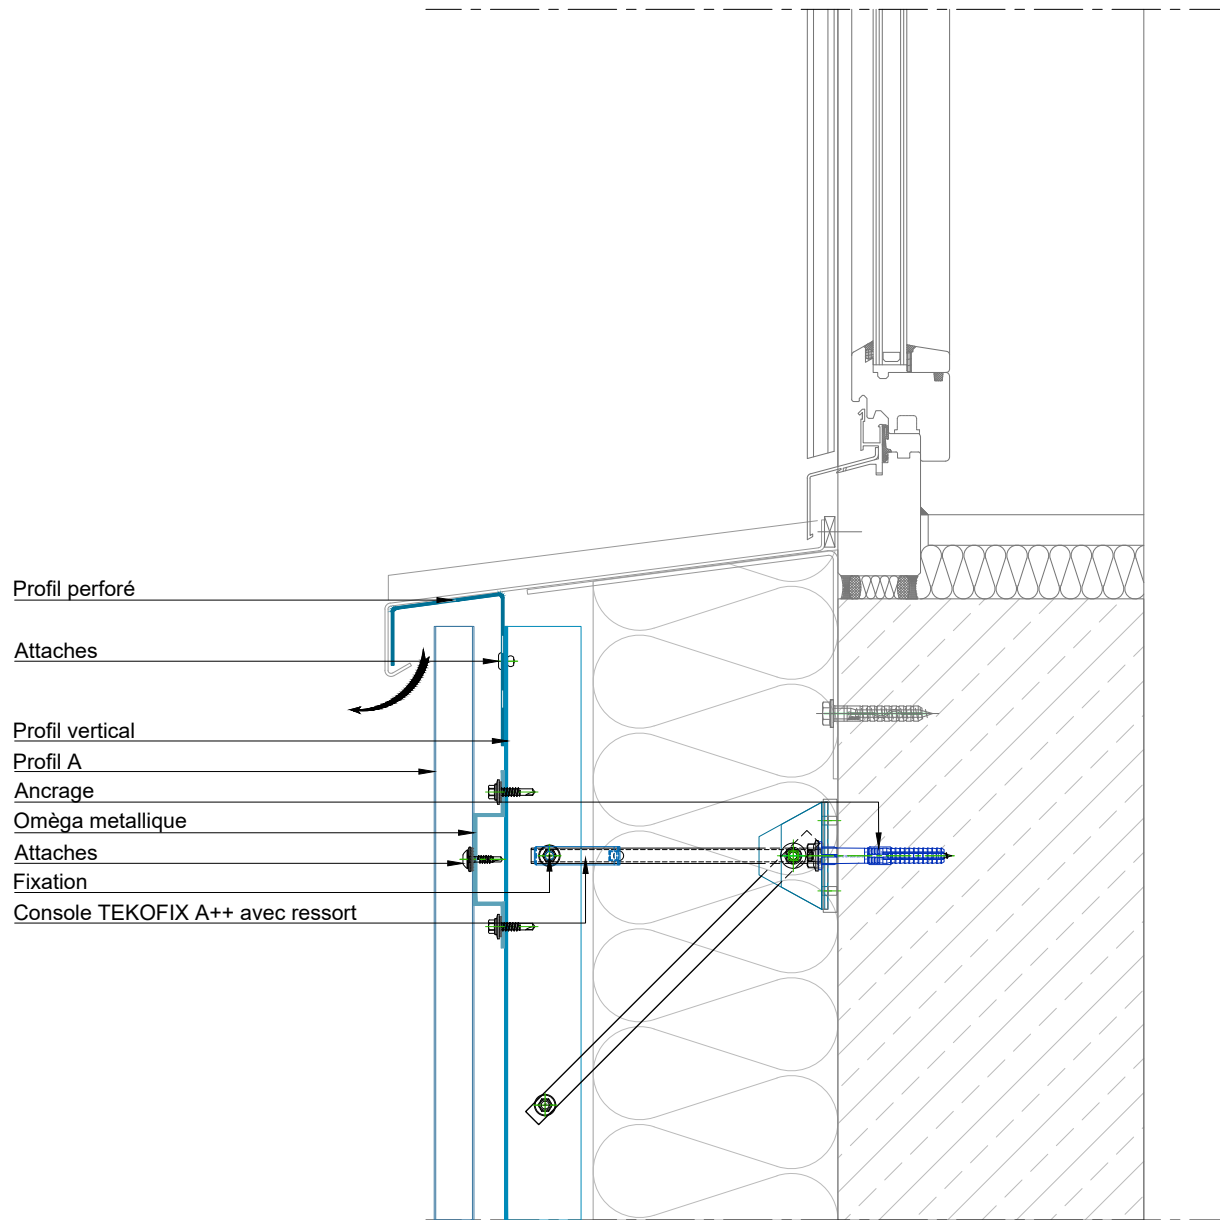 Profil perforé
Attaches
Profil vertical
Profil A
Ancrage
Omèga metallique
Attaches
Fixation
Console TEKOFIX A++ avec ressort